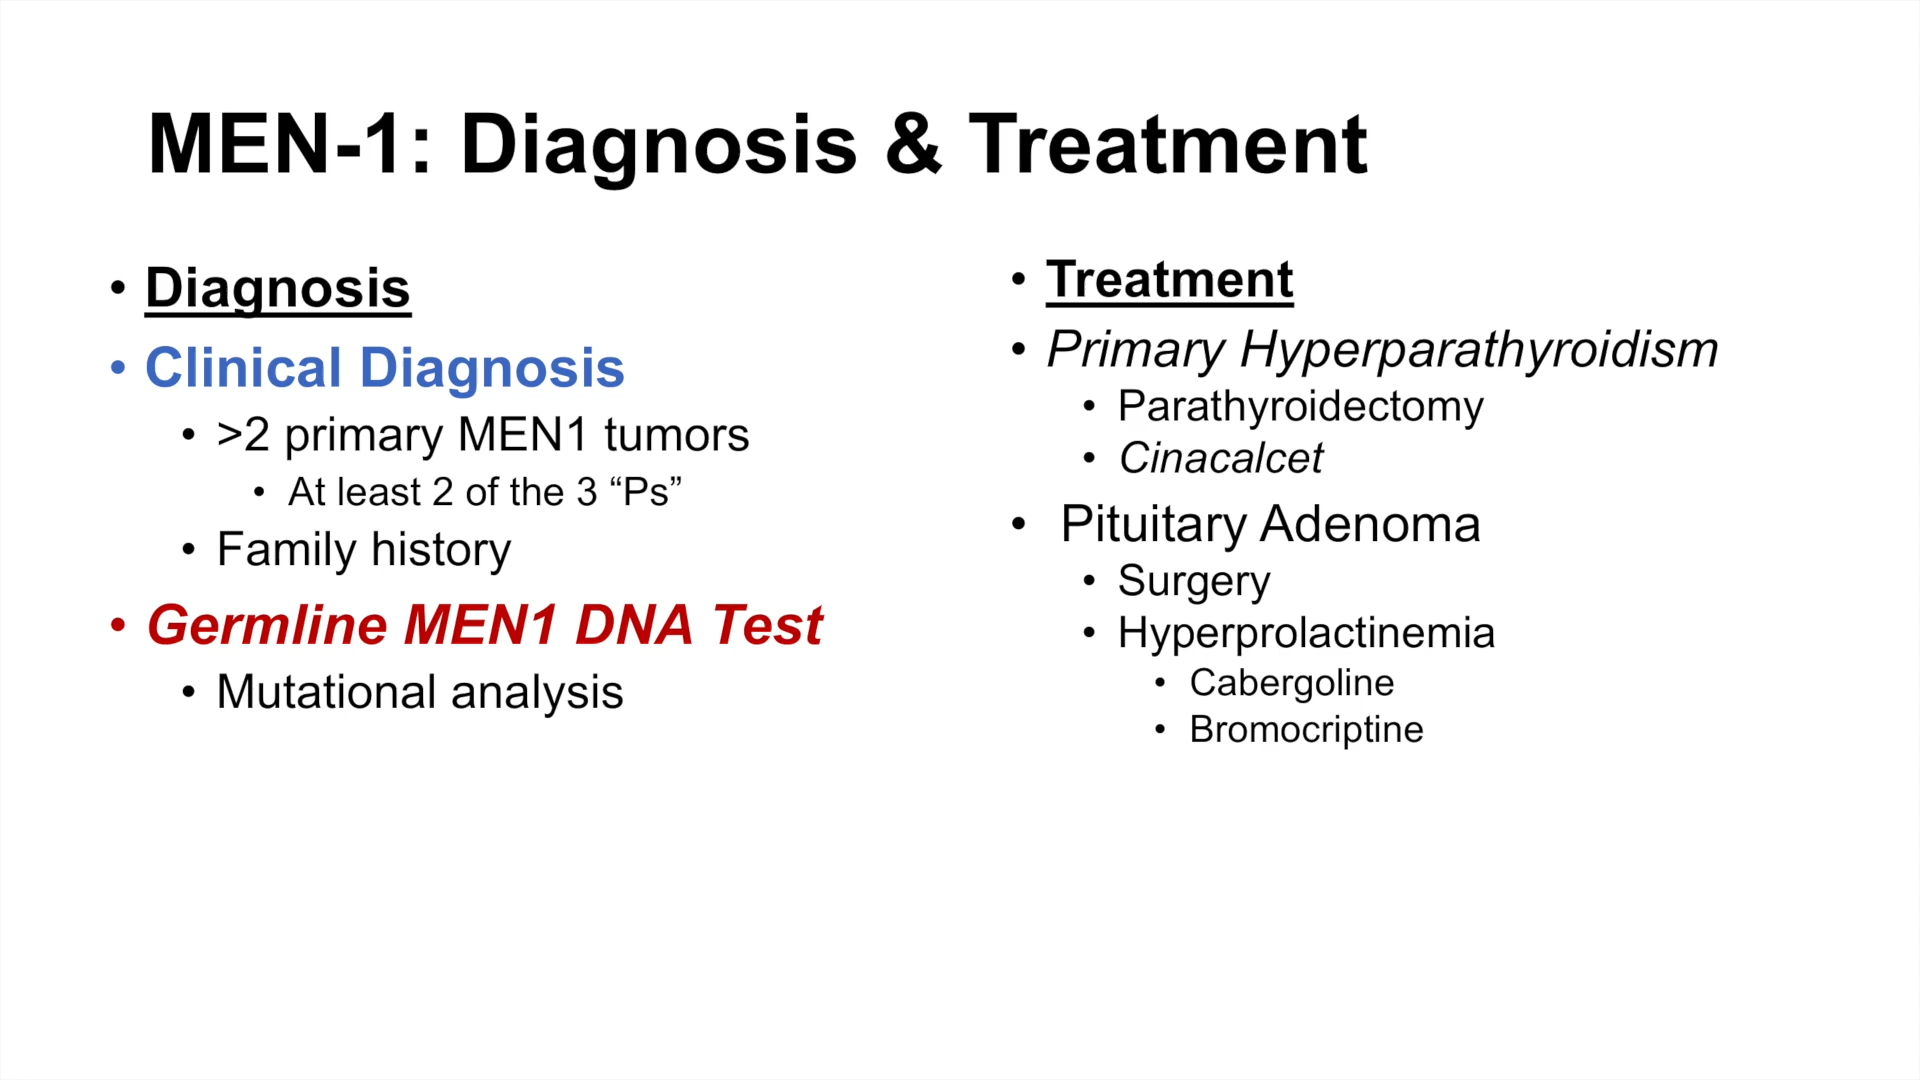 MEN-1: Diagnosis & Treatment
• Diagnosis
• Clinical Diagnosis
• >2 primary MEN1 tumors
• At least 2 of the 3 “Ps”
• Family history
• Germline MEN1 DNA Test
• Mutational analysis
• Treatment
• Primary Hyperparathyroidism
• Parathyroidectomy
• Cinacalcet
• Pituitary Adenoma
• Surgery
• Hyperprolactinemia
• Cabergoline
• Bromocriptine